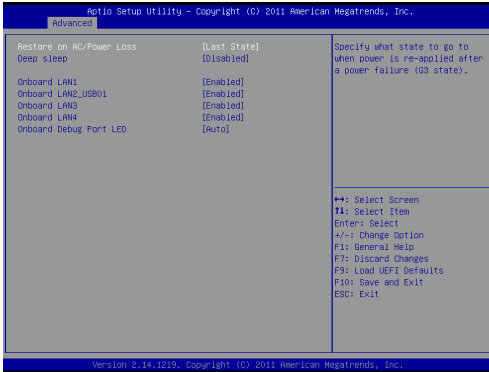 Aptio Setup Utility – Copyright (C) 2011 American Megatrends, Inc.
Advanced
Restore on AC/Power Loss [Last State]
Deep sleep [Disabled]
Onboard LAN1 [Enabled]
Onboard LAN2_USB01 [Enabled]
Onboard LAN3 [Enabled]
Onboard LAN4 [Enabled]
Onboard Debug Port LED [Auto]
Specify what state to go to
when power is re-applied after
a power failure (G3 state).
↔: Select Screen
↑↓: Select Item
Enter: Select
+/-: Change Option
F1: General Help
F7: Discard Changes
F9: Load UEFI Defaults
F10: Save and Exit
ESC: Exit
Version 2.14.1219. Copyright (C) 2011 American Megatrends, Inc.